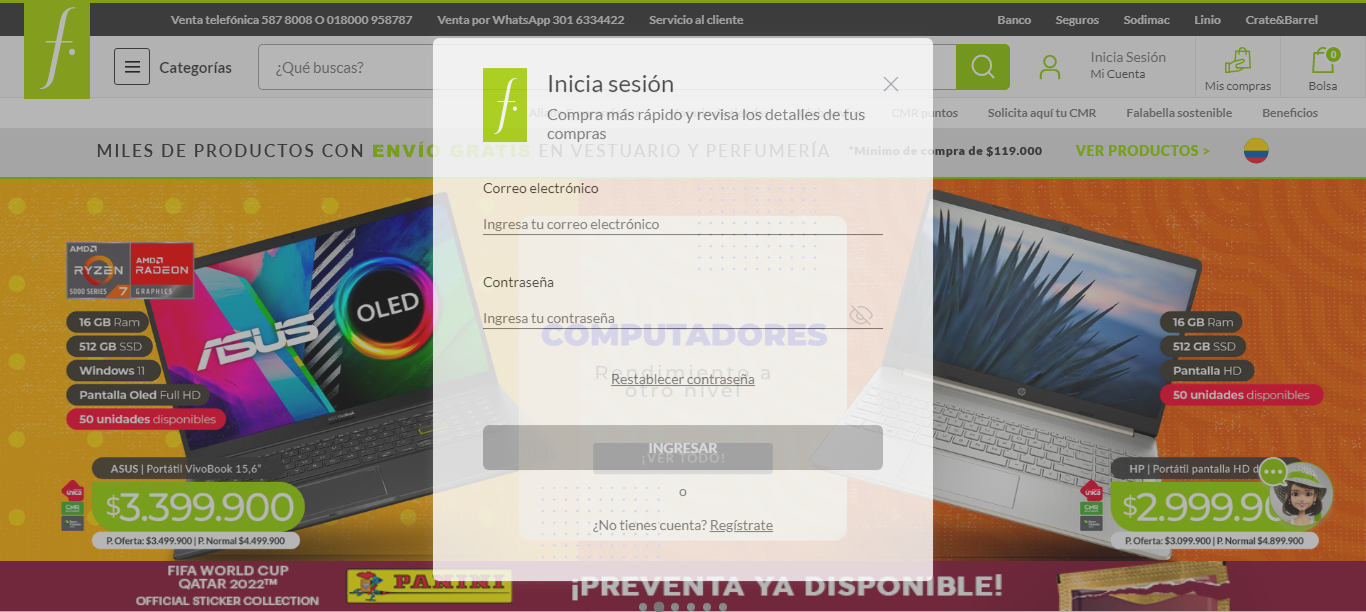 Venta telefónica 587 8008 O 018000 958787
Venta por WhatsApp 301 6334422
Servicio al cliente
Banco
Seguros
Sodimac
Linio
Crate&Barrel
f.
Categorías
¿Qué buscas?
Inicia Sesión
Mi Cuenta
Mis compras
0
Bolsa
CMR puntos
Solicita aquí tu CMR
Falabella sostenible
Beneficios
MILES DE PRODUCTOS CON ENVÍO GRATIS EN VESTUARIO Y PERFUMERÍA
*Mínimo de compra de $119.000
VER PRODUCTOS >
f.
Inicia sesión
Compra más rápido y revisa los detalles de tus
compras
Correo electrónico
Ingresa tu correo electrónico
Contraseña
Ingresa tu contraseña
Restablecer contraseña
INGRESAR
o
¿No tienes cuenta? Regístrate
COMPUTADORES
Rendimiento a
otro nivel
¡VER TODO!
AMD
RYZEN
5000 SERIES 7
AMD
RADEON
GRAPHICS
16 GB Ram
512 GB SSD
Windows 11
Pantalla Oled Full HD
50 unidades disponibles
ASUS
OLED
ASUS | Portátil VivoBook 15,6"
única
CMR
$3.399.900
P. Oferta: $3.499.900 | P. Normal $4.499.900
16 GB Ram
512 GB SSD
Pantalla HD
50 unidades disponibles
HP | Portátil pantalla HD d
única
CMR
$2.999.90
P. Oferta: $3.099.900 | P. Normal $4.899.900
FIFA WORLD CUP
QATAR 2022™
OFFICIAL STICKER COLLECTION
PANINI
¡PREVENTA YA DISPONIBLE!